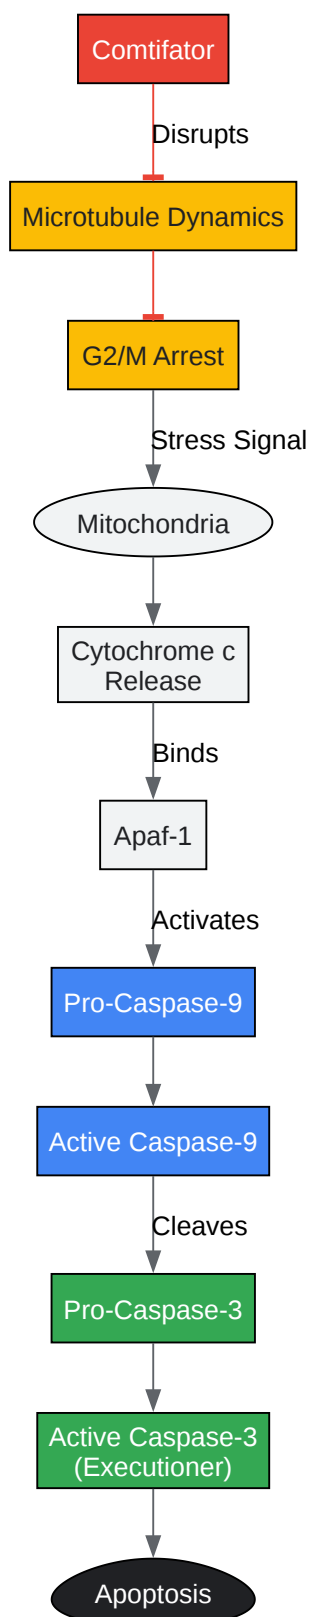 Comtifator
Disrupts
Microtubule Dynamics
G2/M Arrest
Stress Signal
Mitochondria
Cytochrome c
Release
Binds
Apaf-1
Activates
Pro-Caspase-9
Active Caspase-9
Cleaves
Pro-Caspase-3
Active Caspase-3
(Executioner)
Apoptosis